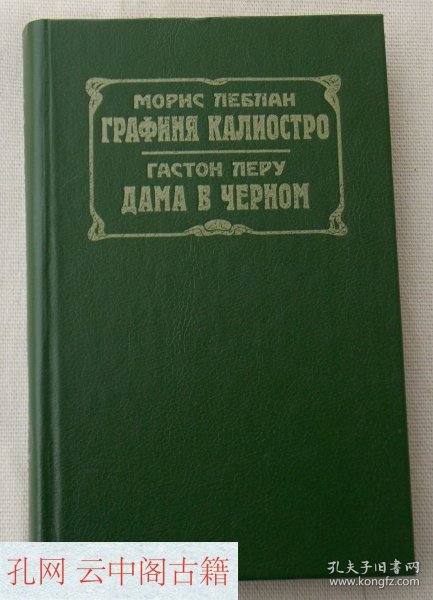 МОРИС ЛЕБЛАН
ГРАФИНЯ КАЛИОСТРО
ГАСТОН ЛЕРУ
ДАМА В ЧЕРНОМ
孔网 云中阁古籍
孔夫子旧书网
www.kongfz.com